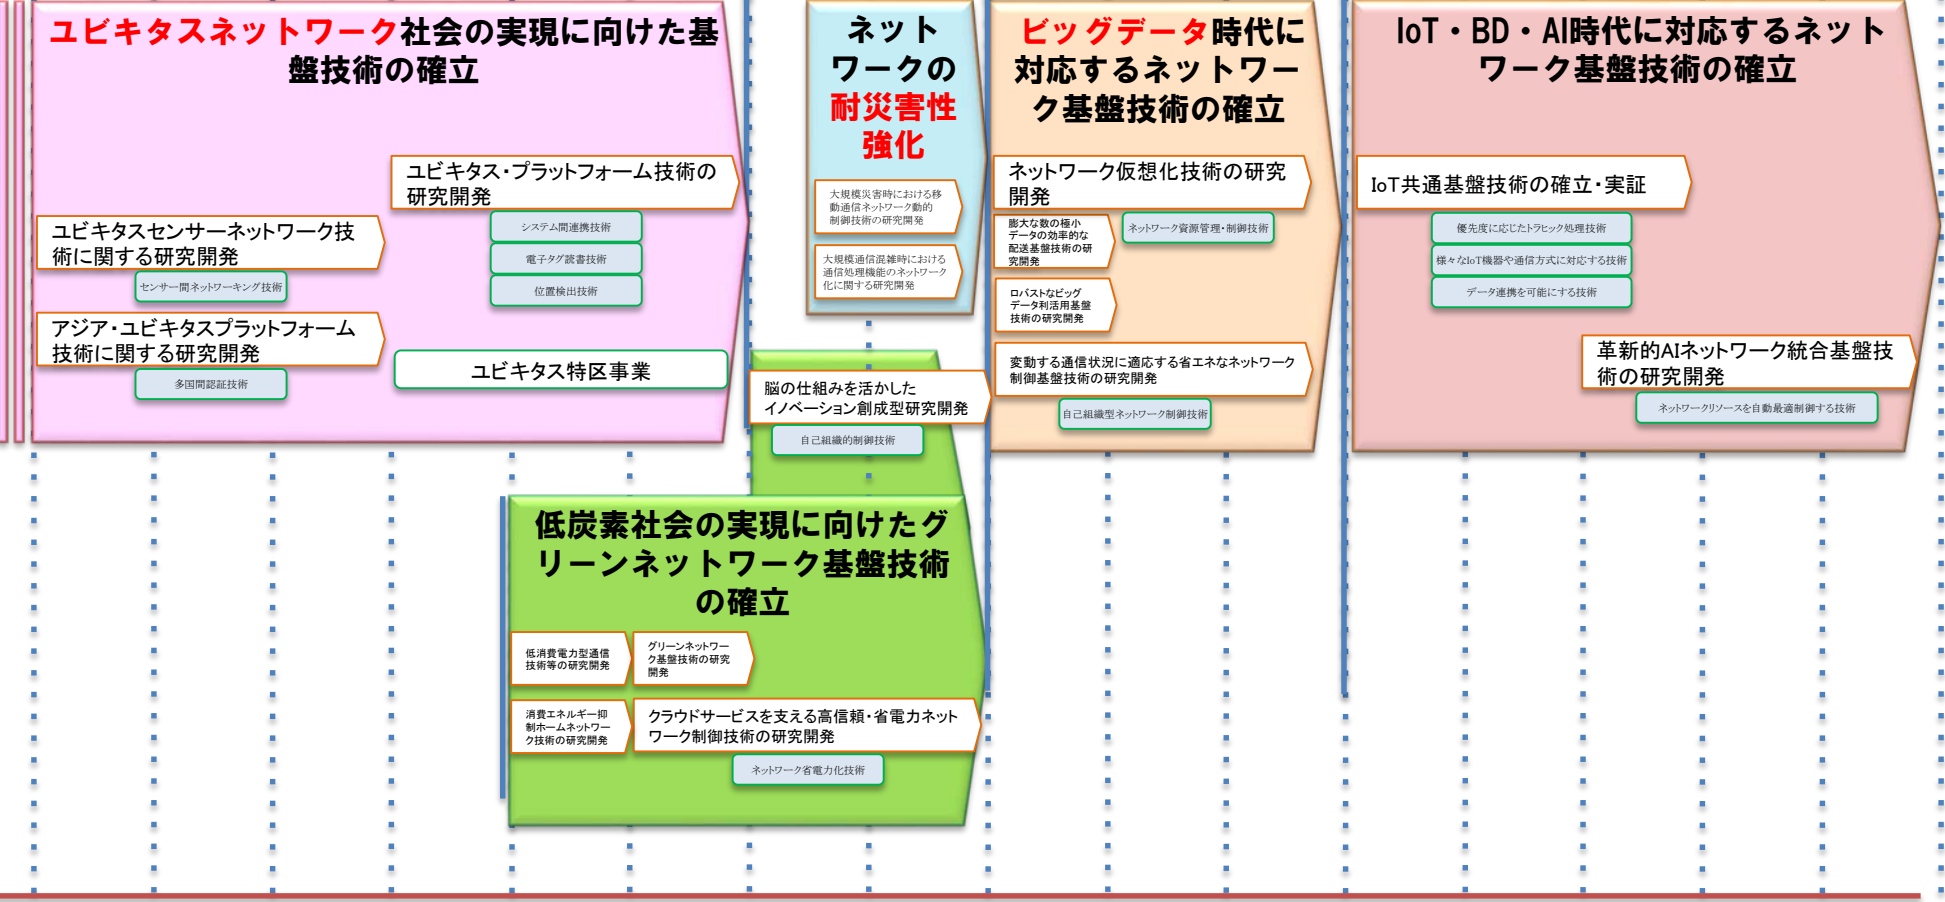 ユビキタスネットワーク社会の実現に向けた基
盤技術の確立
ユビキタス・プラットフォーム技術の
研究開発
システム間連携技術
電子タグ読書技術
位置検出技術
ユビキタスセンサーネットワーク技
術に関する研究開発
センサー間ネットワーキング技術
アジア・ユビキタスプラットフォーム
技術に関する研究開発
多国間認証技術
ユビキタス特区事業
ネット
ワークの
耐災害性
強化
大規模災害時における移
動通信ネットワーク動的
制御技術の研究開発
大規模通信混雑時における
通信処理機能のネットワーク
化に関する研究開発
脳の仕組みを活かした
イノベーション創成型研究開発
自己組織的制御技術
低炭素社会の実現に向けたグ
リーンネットワーク基盤技術
の確立
低消費電力型通信
技術等の研究開発
グリーンネットワー
ク基盤技術の研究
開発
消費エネルギー抑
制ホームネットワー
ク技術の研究開発
クラウドサービスを支える高信頼・省電力ネット
ワーク制御技術の研究開発
ネットワーク省電力化技術
ビッグデータ時代に
対応するネットワー
ク基盤技術の確立
ネットワーク仮想化技術の研究
開発
ネットワーク資源管理・制御技術
膨大な数の極小
データの効率的な
配送基盤技術の研
究開発
ロバストなビッグ
データ利活用基盤
技術の研究開発
変動する通信状況に適応する省エネなネットワーク
制御基盤技術の研究開発
自己組織型ネットワーク制御技術
IoT・BD・AI時代に対応するネット
ワーク基盤技術の確立
IoT共通基盤技術の確立・実証
優先度に応じたトラヒック処理技術
様々なIoT機器や通信方式に対応する技術
データ連携を可能にする技術
革新的AIネットワーク統合基盤技
術の研究開発
ネットワークリソースを自動最適制御する技術